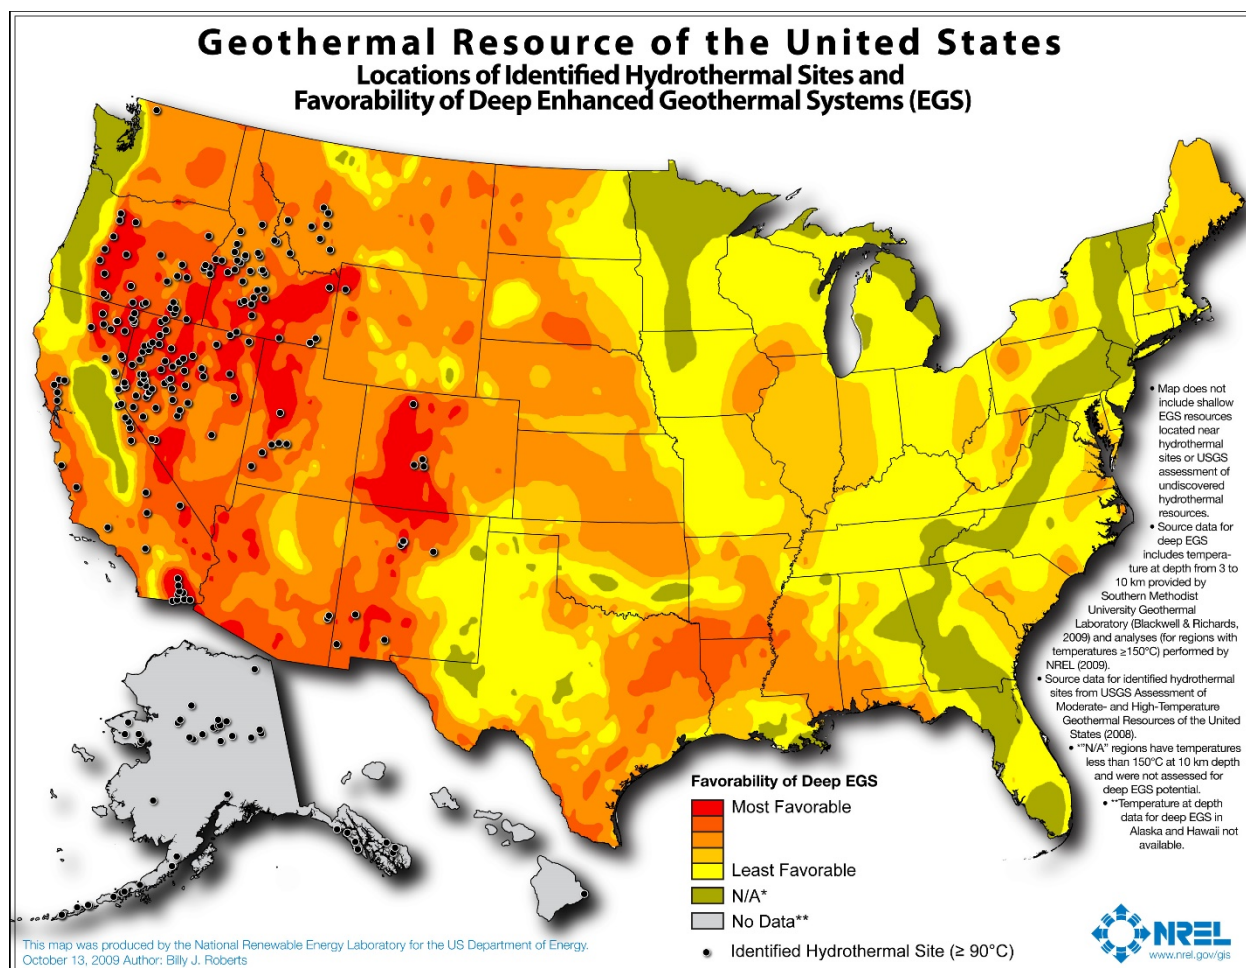 Geothermal Resource of the United States
Locations of Identified Hydrothermal Sites and
Favorability of Deep Enhanced Geothermal Systems (EGS)
• Map does not
include shallow
EGS resources
located near
hydrothermal
sites or USGS
assessment of
undiscovered
hydrothermal
resources.
• Source data for
deep EGS
includes tempera-
ture at depth from 3 to
10 km provided by
Southern Methodist
University Geothermal
Laboratory (Blackwell & Richards,
2009) and analyses (for regions with
temperatures ≥150°C) performed by
NREL (2009).
• Source data for identified hydrothermal
sites from USGS Assessment of
Moderate- and High-Temperature
Geothermal Resources of the United
States (2008).
• *"N/A" regions have temperatures
less than 150°C at 10 km depth
and were not assessed for
deep EGS potential.
• **Temperature at depth
data for deep EGS in
Alaska and Hawaii not
available.
Favorability of Deep EGS
Most Favorable
Least Favorable
N/A*
No Data**
Identified Hydrothermal Site (≥ 90°C)
This map was produced by the National Renewable Energy Laboratory for the US Department of Energy.
October 13, 2009 Author: Billy J. Roberts
NREL
www.nrel.gov/gis